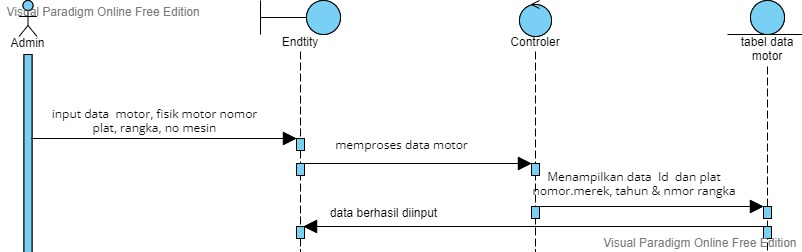 Visual Paradigm Online Free Edition
Admin
Endtity
Controler
tabel data
motor
input data motor, fisik motor nomor
plat, rangka, no mesin
memproses data motor
Menampilkan data Id dan plat
nomor.merek, tahun & nmor rangka
data berhasil diinput
Visual Paradigm Online Free Edition